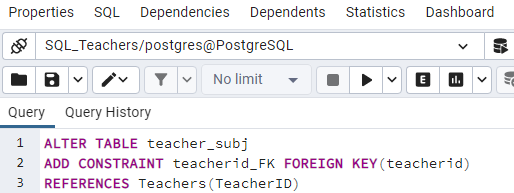 Properties SQL Dependencies Dependents Statistics Dashboard
SQL_Teachers/postgres@PostgreSQL
No limit
E
Query Query History
1 ALTER TABLE teacher_subj
2 ADD CONSTRAINT teacherid_FK FOREIGN KEY(teacherid)
3 REFERENCES Teachers(TeacherID)